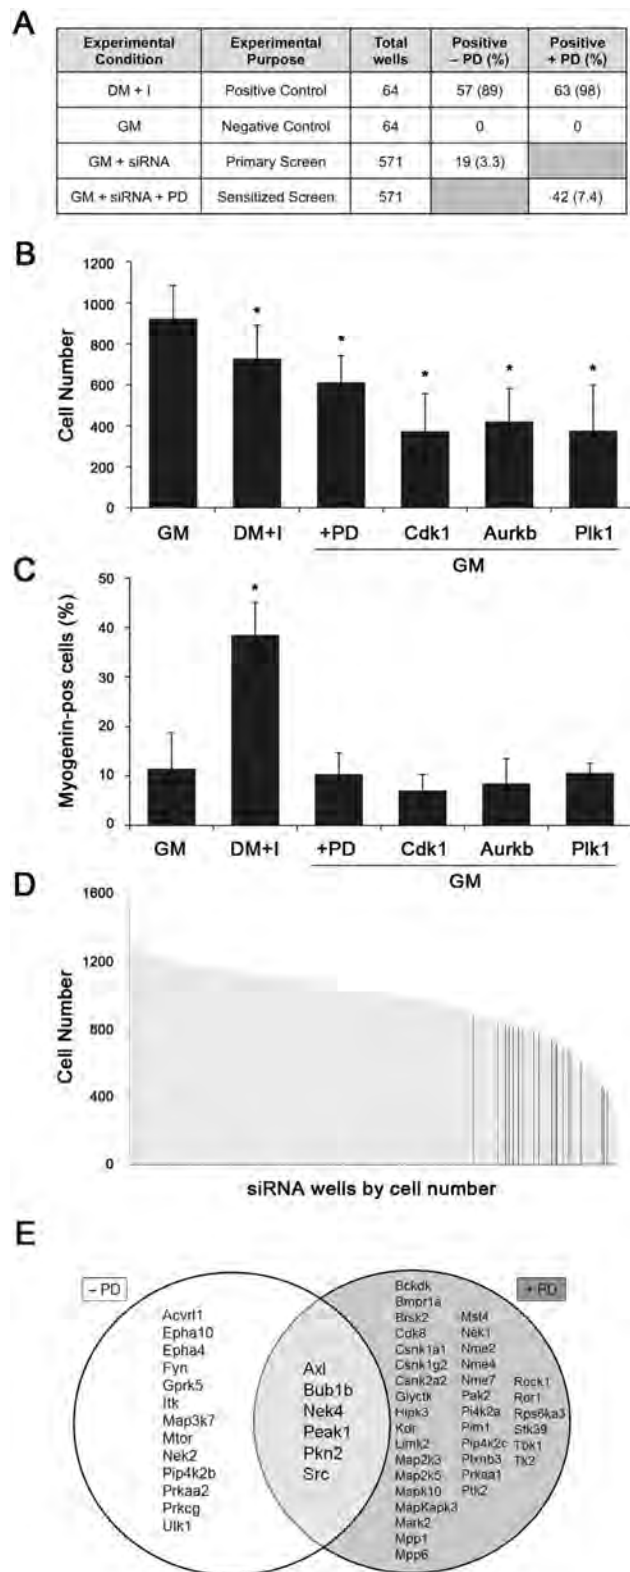 A
Experimental Condition | Experimental Purpose | Total wells | Positive – PD (%) | Positive + PD (%)
DM + I | Positive Control | 64 | 57 (89) | 63 (98)
GM | Negative Control | 64 | 0 | 0
GM + siRNA | Primary Screen | 571 | 19 (3.3)
GM + siRNA + PD | Sensitized Screen | 571 | 42 (7.4)
B
Cell Number
1200
1000
800
600
400
200
0
* * * * *
GM DM+I +PD Cdk1 Aurkb Plk1
GM
C
Myogenin-pos cells (%)
50
40
30
20
10
0
*
GM DM+I +PD Cdk1 Aurkb Plk1
GM
D
Cell Number
1600
1200
800
400
0
siRNA wells by cell number
E
– PD
Acvrl1
Epha10
Epha4
Fyn
Gprk5
Itk
Map3k7
Mtor
Nek2
Pip4k2b
Prkaa2
Prkcg
Ulk1
Axl
Bub1b
Nek4
Peak1
Pkn2
Src
+ PD
Bckdk
Bmpr1a
Brsk2
Cdk8
Csnk1a1
Csnk1g2
Csnk2a2
Glyctk
Hipk3
Kdr
Limk2
Map2k3
Map2k5
Mapk10
MapKapk3
Mark2
Mpp1
Mpp6
Mst4
Nek1
Nme2
Nme4
Nme7
Pak2
Pi4k2a
Pim1
Pip4k2c
Plxnb3
Prkaa1
Ptk2
Rock1
Ror1
Rps6ka3
Stk39
Tbk1
Tk2